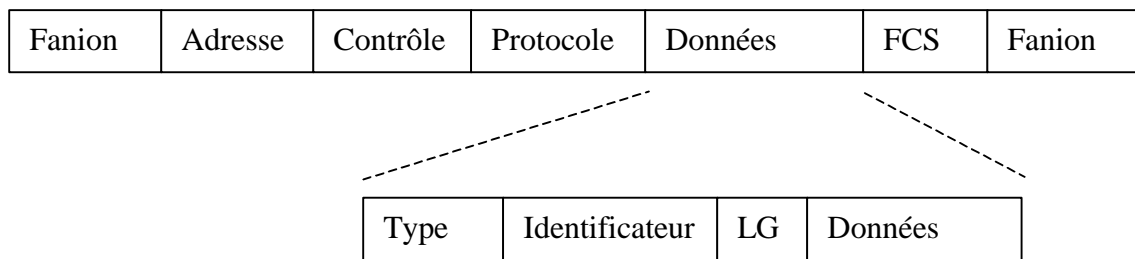 Fanion Adresse Contrôle Protocole Données FCS Fanion
Type Identificateur LG Données